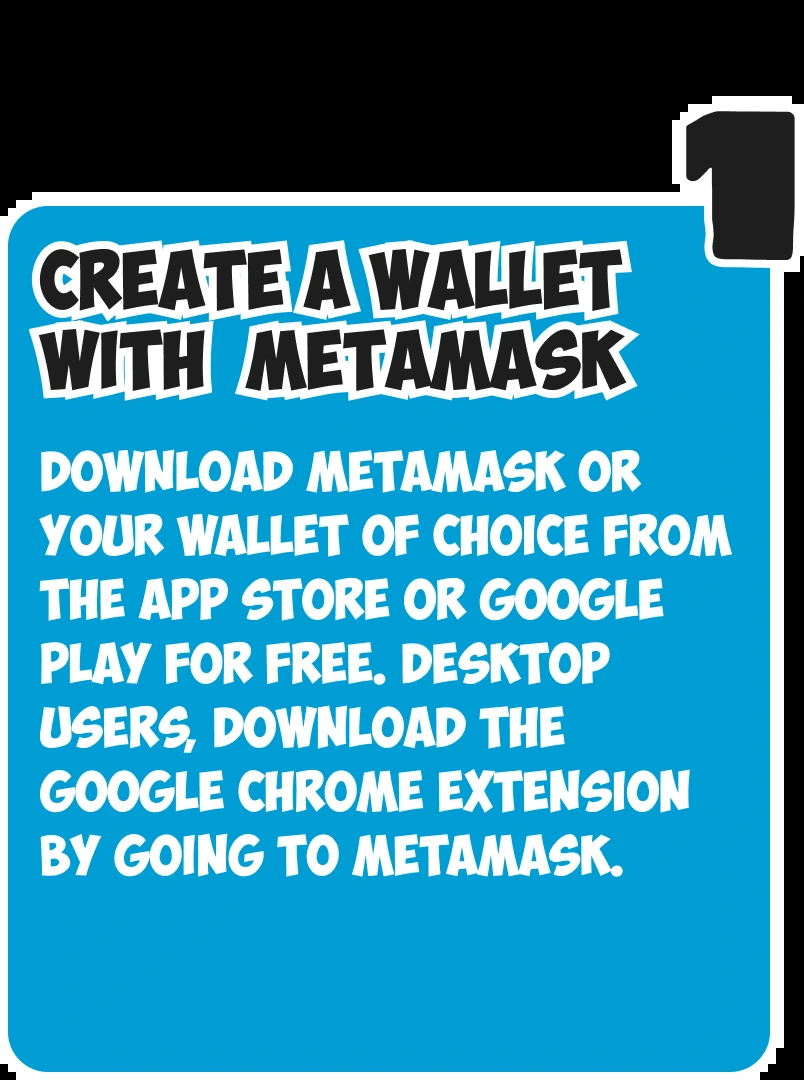 1
CREATE A WALLET
WITH METAMASK
DOWNLOAD METAMASK OR
YOUR WALLET OF CHOICE FROM
THE APP STORE OR GOOGLE
PLAY FOR FREE. DESKTOP
USERS, DOWNLOAD THE
GOOGLE CHROME EXTENSION
BY GOING TO METAMASK.